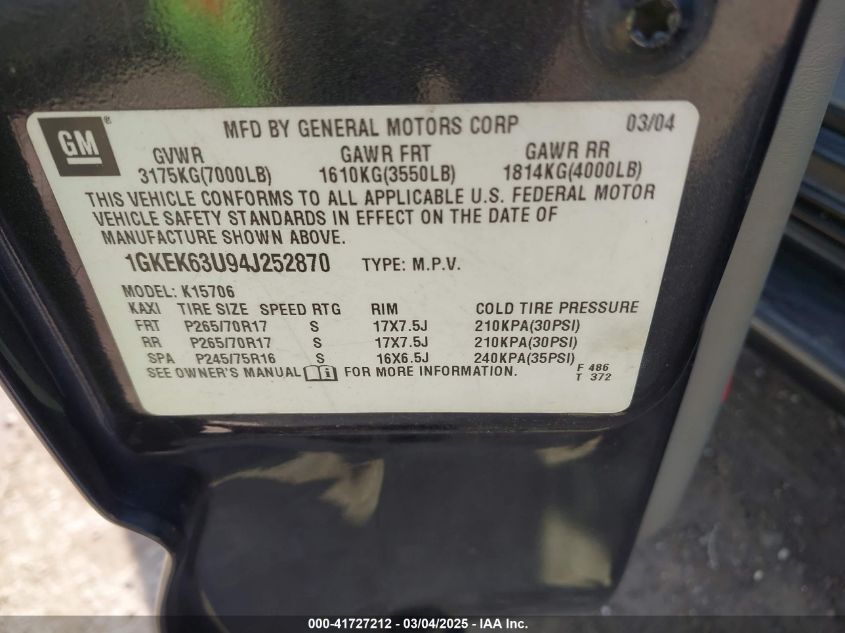 GM®
MFD BY GENERAL MOTORS CORP 03/04
GVWR GAWR FRT GAWR RR
3175KG(7000LB) 1610KG(3550LB) 1814KG(4000LB)
THIS VEHICLE CONFORMS TO ALL APPLICABLE U.S. FEDERAL MOTOR
VEHICLE SAFETY STANDARDS IN EFFECT ON THE DATE OF
MANUFACTURE SHOWN ABOVE.
1GKEK63U94J252870 TYPE: M.P.V.
MODEL: K15706
KAXI TIRE SIZE SPEED RTG RIM COLD TIRE PRESSURE
FRT P265/70R17 S 17X7.5J 210KPA(30PSI)
RR P265/70R17 S 17X7.5J 210KPA(30PSI)
SPA P245/75R16 S 16X6.5J 240KPA(35PSI)
SEE OWNER'S MANUAL FOR MORE INFORMATION.
F 486
T 372
000-41727212 - 03/04/2025 - IAA Inc.